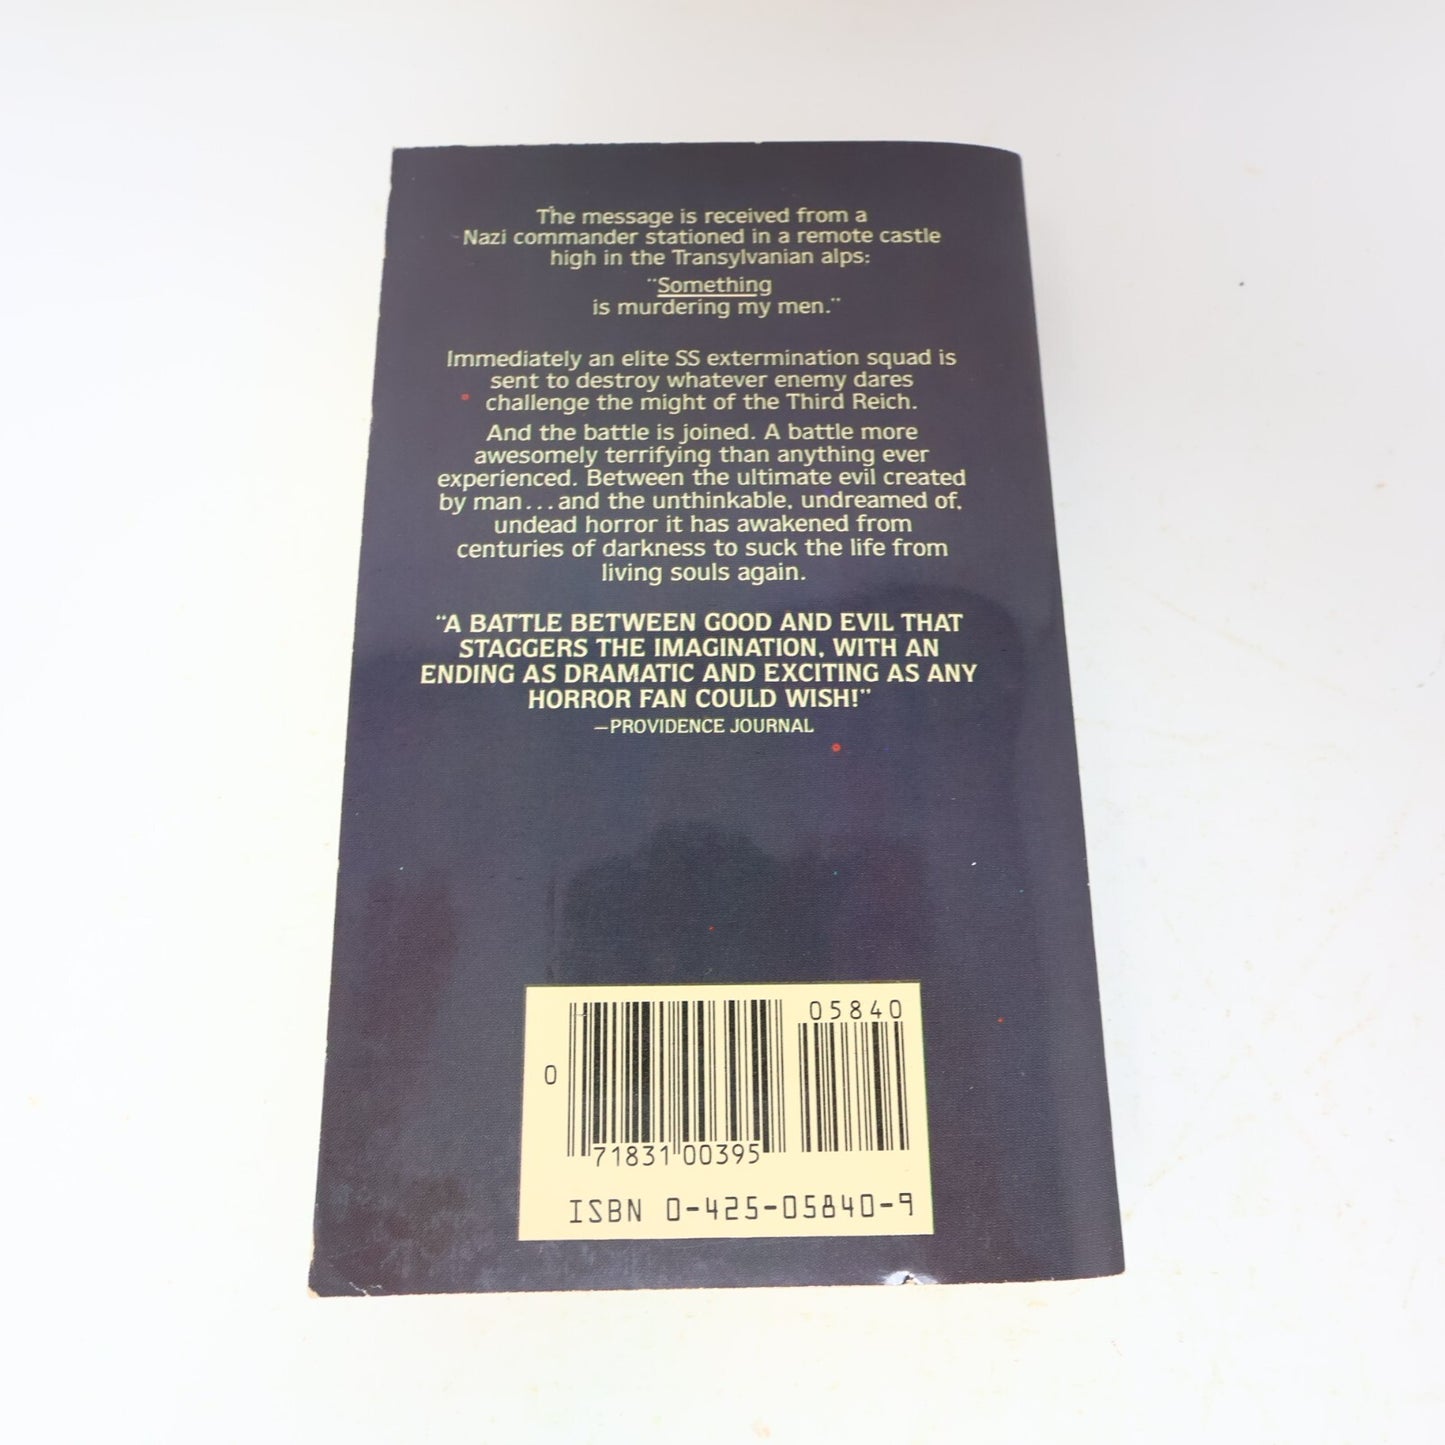 The message is received from a
Nazi commander stationed in a remote castle
high in the Transylvanian alps:
"Something
is murdering my men."
Immediately an elite SS extermination squad is
sent to destroy whatever enemy dares
challenge the might of the Third Reich.
And the battle is joined. A battle more
awesomely terrifying than anything ever
experienced. Between the ultimate evil created
by man...and the unthinkable, undreamed of,
undead horror it has awakened from
centuries of darkness to suck the life from
living souls again.
"A BATTLE BETWEEN GOOD AND EVIL THAT
STAGGERS THE IMAGINATION, WITH AN
ENDING AS DRAMATIC AND EXCITING AS ANY
HORROR FAN COULD WISH!"
—PROVIDENCE JOURNAL
05840
0
71831 00395
ISBN 0-425-05840-9